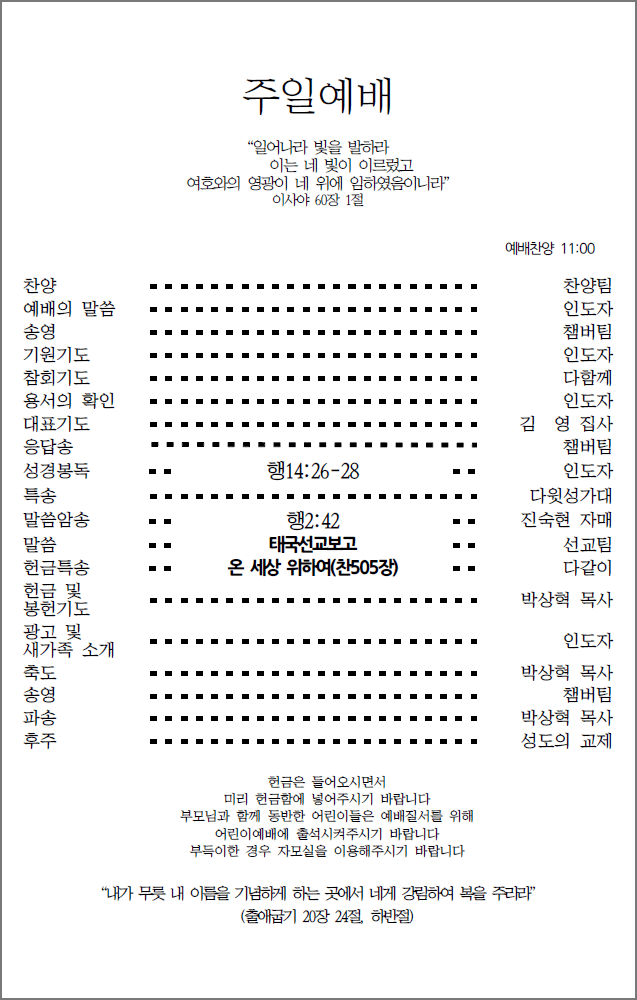 주일예배
“일어나라 빛을 발하라
이는 네 빛이 이르렀고
여호와의 영광이 네 위에 임하였음이니라”
이사야 60장 1절
예배찬양 11:00
찬양 찬양팀
예배의 말씀 인도자
송영 챔버팀
기원기도 인도자
참회기도 다함께
용서의 확인 인도자
대표기도 김 영 집사
응답송 챔버팀
성경봉독 행14:26-28 인도자
특송 다윗성가대
말씀암송 행2:42 진숙현 자매
말씀 태국선교보고 선교팀
헌금특송 온 세상 위하여(찬505장) 다같이
헌금 및
봉헌기도 박상혁 목사
광고 및
새가족 소개 인도자
축도 박상혁 목사
송영 챔버팀
파송 박상혁 목사
후주 성도의 교제
헌금은 들어오시면서
미리 헌금함에 넣어주시기 바랍니다
부모님과 함께 동반한 어린이들은 예배질서를 위해
어린이예배에 출석시켜주시기 바랍니다
부득이한 경우 자모실을 이용해주시기 바랍니다
“내가 무릇 내 이름을 기념하게 하는 곳에서 네게 강림하여 복을 주리라”
(출애굽기 20장 24절, 하반절)